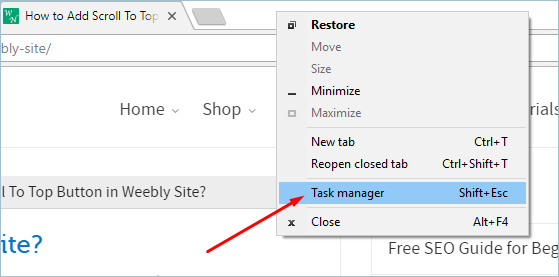 WN How to Add Scroll To Top
bly-site/
Home Shop
Restore
Move
Size
Minimize
Maximize
New tab Ctrl+T
Reopen closed tab Ctrl+Shift+T
Task manager Shift+Esc
x Close Alt+F4
rials
ll To Top Button in Weebly Site?
ite?
Free SEO Guide for Beg